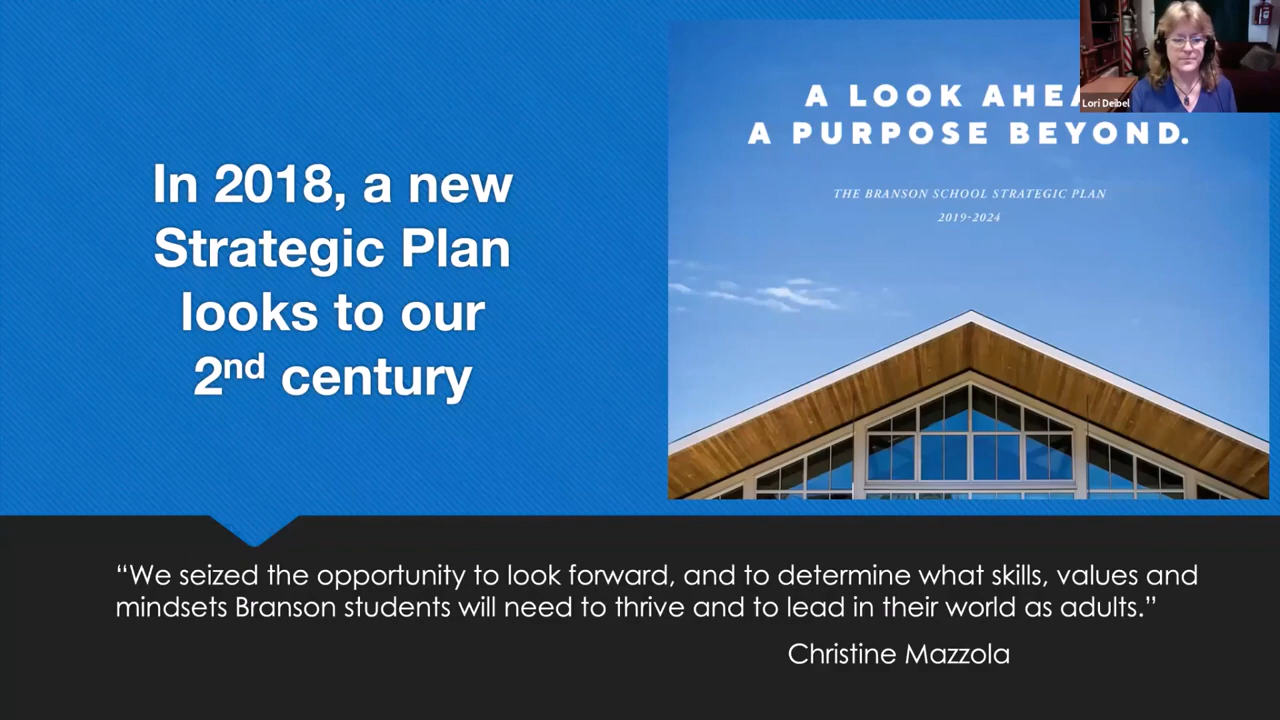 In 2018, a new
Strategic Plan
looks to our
2nd century
A LOOK AHEA
A PURPOSE BEYOND.
THE BRANSON SCHOOL STRATEGIC PLAN
2019-2024
Lori Deibel
“We seized the opportunity to look forward, and to determine what skills, values and
mindsets Branson students will need to thrive and to lead in their world as adults.”
Christine Mazzola